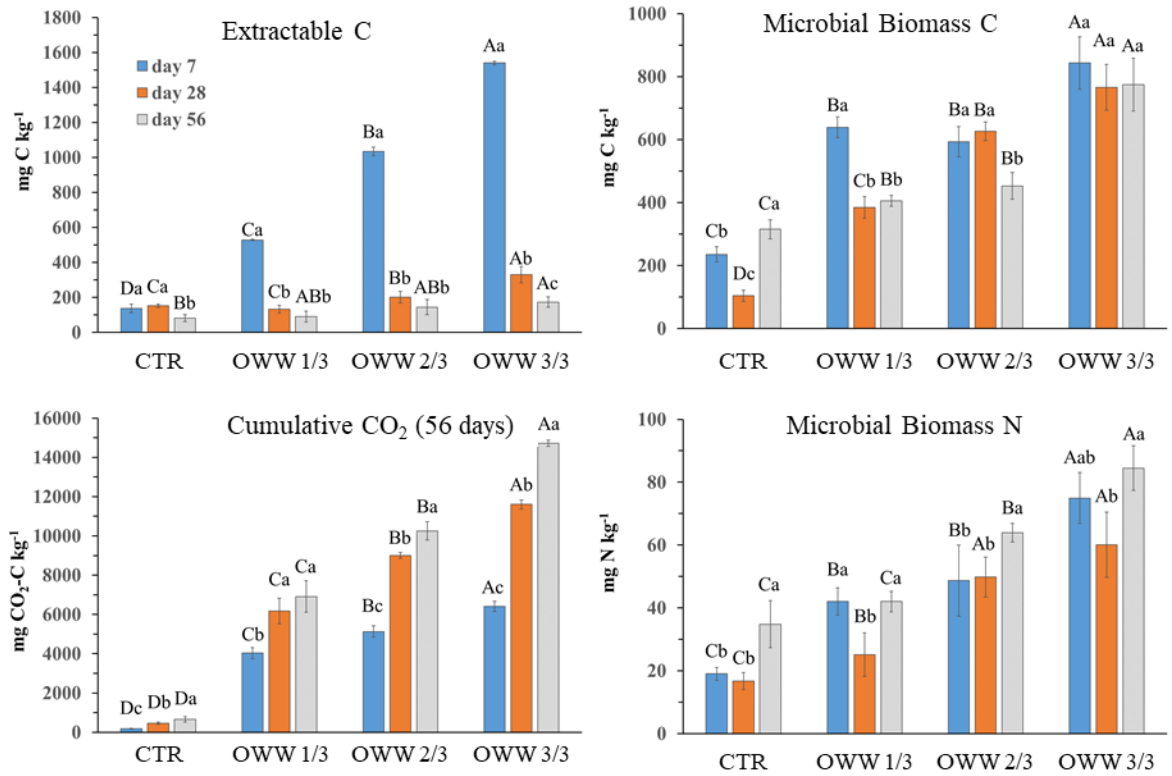 Extractable C
mg C kg-1
1800
1600
1400
1200
1000
800
600
400
200
0
day 7
day 28
day 56
Da Ca Bb
Ca Cb ABb
Ba Bb ABb
Aa Ab Ac
CTR OWW 1/3 OWW 2/3 OWW 3/3
Microbial Biomass C
mg C kg-1
1000
800
600
400
200
0
Cb Dc Ca
Ba Cb Bb
Ba Ba Bb
Aa Aa Aa
CTR OWW 1/3 OWW 2/3 OWW 3/3
Cumulative CO2 (56 days)
mg CO2-C kg-1
16000
14000
12000
10000
8000
6000
4000
2000
0
Dc Db Da
Cb Ca Ca
Bc Bb Ba
Ac Ab Aa
CTR OWW 1/3 OWW 2/3 OWW 3/3
Microbial Biomass N
mg N kg-1
100
80
60
40
20
0
Cb Cb Ca
Ba Bb Ca
Bb Ab Ba
Aab Ab Aa
CTR OWW 1/3 OWW 2/3 OWW 3/3